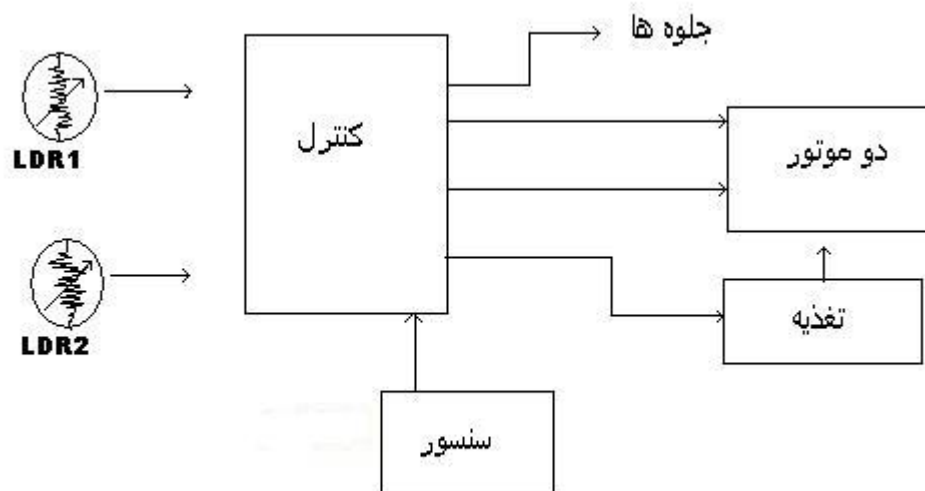 جلوه ها
LDR1
کنترل
دو موتور
LDR2
تغذیه
سنسور